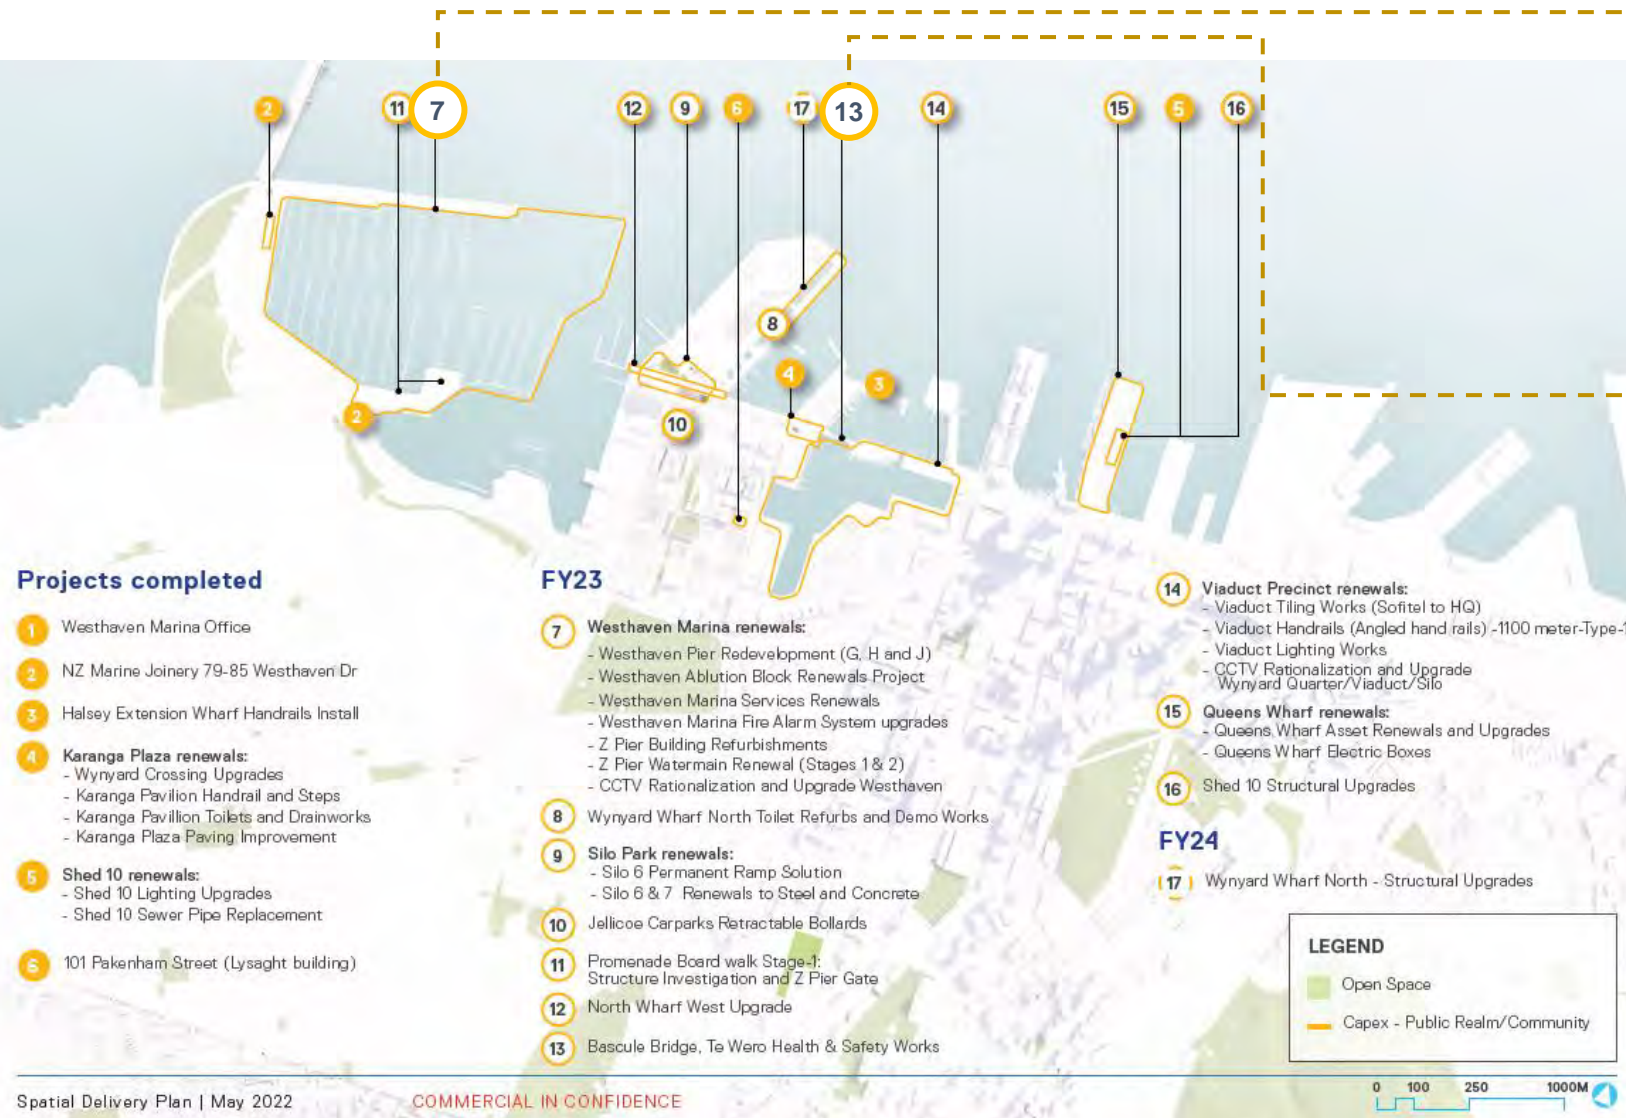 2
11
7
12
9
6
17
13
14
15
5
16
8
4
3
2
10
Projects completed
1 Westhaven Marina Office
2 NZ Marine Joinery 79-85 Westhaven Dr
3 Halsey Extension Wharf Handrails Install
4 Karanga Plaza renewals:
- Wynyard Crossing Upgrades
- Karanga Pavilion Handrail and Steps
- Karanga Pavillion Toilets and Drainworks
- Karanga Plaza Paving Improvement
5 Shed 10 renewals:
- Shed 10 Lighting Upgrades
- Shed 10 Sewer Pipe Replacement
6 101 Pakenham Street (Lysaght building)
FY23
7 Westhaven Marina renewals:
- Westhaven Pier Redevelopment (G, H and J)
- Westhaven Ablution Block Renewals Project
- Westhaven Marina Services Renewals
- Westhaven Marina Fire Alarm System upgrades
- Z Pier Building Refurbishments
- Z Pier Watermain Renewal (Stages 1 & 2)
- CCTV Rationalization and Upgrade Westhaven
8 Wynyard Wharf North Toilet Refurbs and Demo Works
9 Silo Park renewals:
- Silo 6 Permanent Ramp Solution
- Silo 6 & 7 Renewals to Steel and Concrete
10 Jellicoe Carparks Retractable Bollards
11 Promenade Board walk Stage-1:
Structure Investigation and Z Pier Gate
12 North Wharf West Upgrade
13 Bascule Bridge, Te Wero Health & Safety Works
14 Viaduct Precinct renewals:
- Viaduct Tiling Works (Sofitel to HQ)
- Viaduct Handrails (Angled hand rails) -1100 meter-Type-1
- Viaduct Lighting Works
- CCTV Rationalization and Upgrade
Wynyard Quarter/Viaduct/Silo
15 Queens Wharf renewals:
- Queens Wharf Asset Renewals and Upgrades
- Queens Wharf Electric Boxes
16 Shed 10 Structural Upgrades
FY24
17 Wynyard Wharf North - Structural Upgrades
LEGEND
Open Space
Capex - Public Realm/Community
0 100 250 1000M
Spatial Delivery Plan | May 2022
COMMERCIAL IN CONFIDENCE